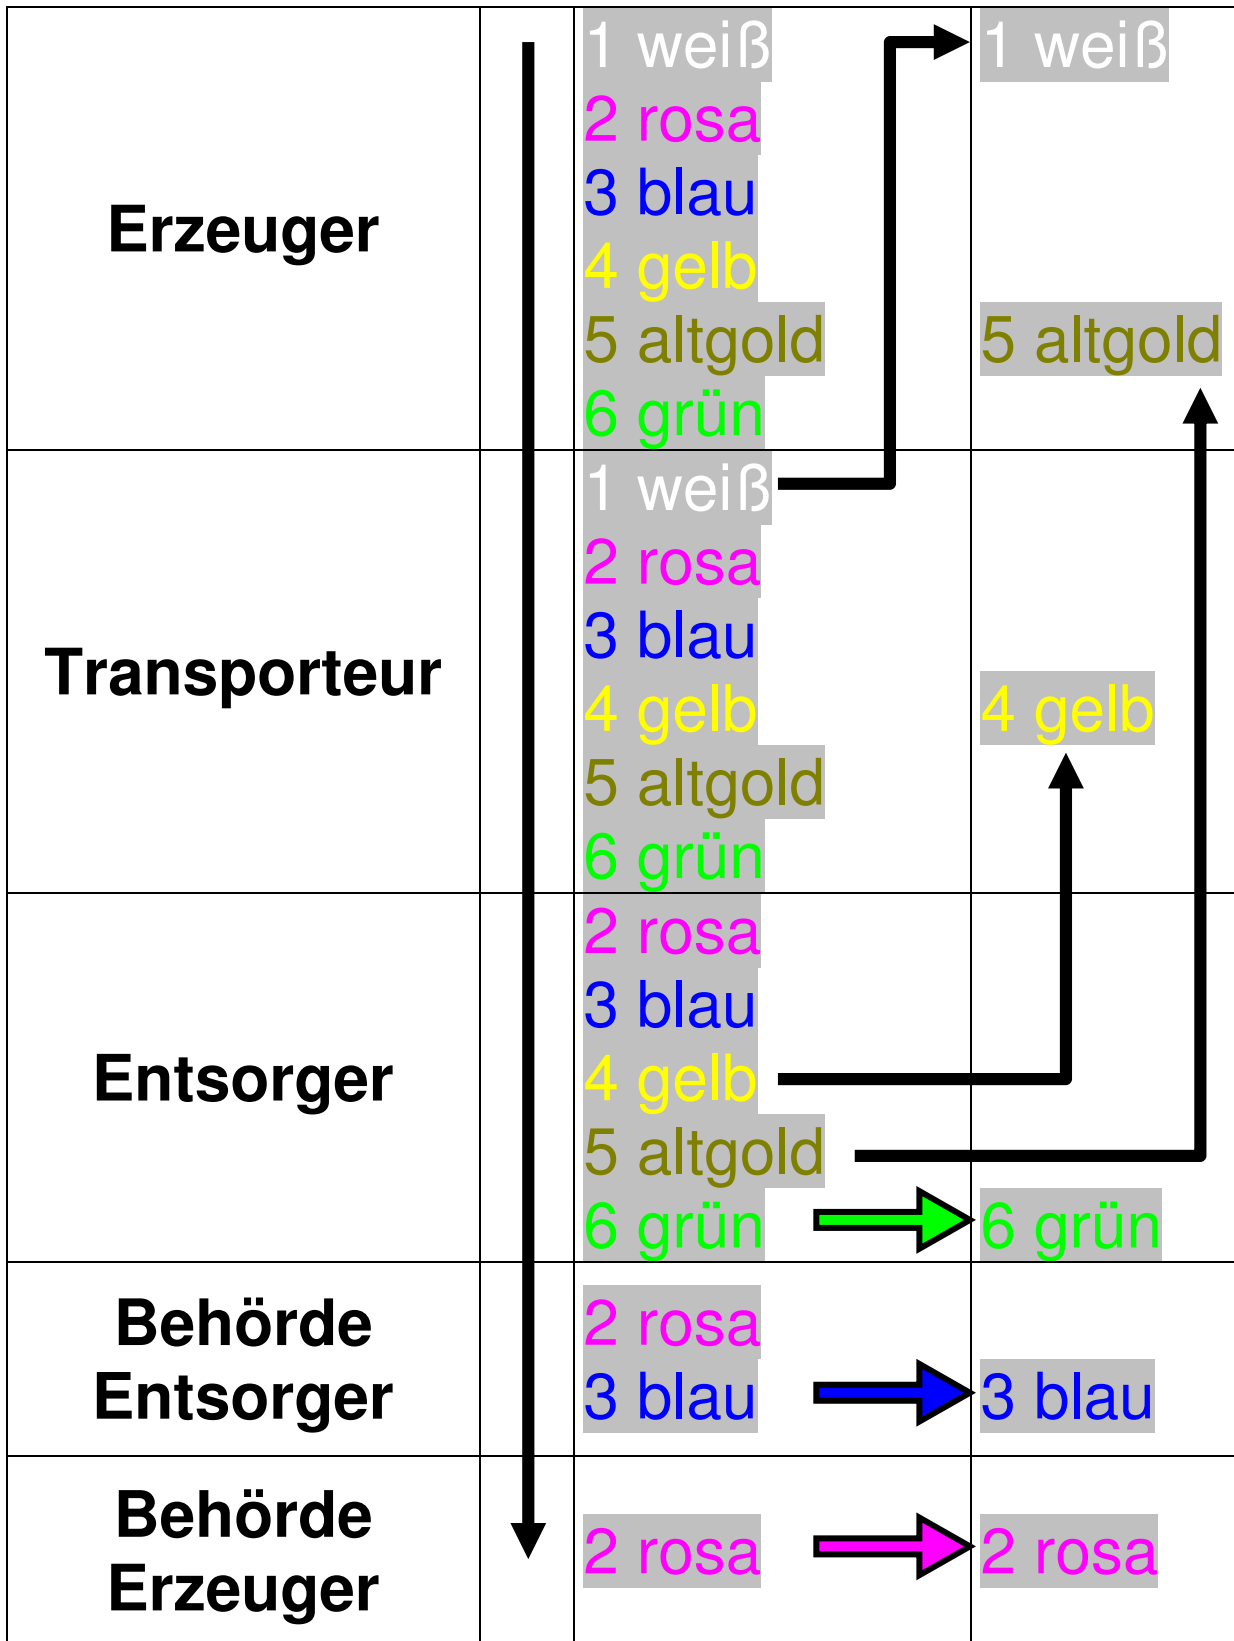 Erzeuger
1 weiß
2 rosa
3 blau
4 gelb
5 altgold
6 grün
1 weiß
5 altgold
Transporteur
1 weiß
2 rosa
3 blau
4 gelb
5 altgold
6 grün
4 gelb
Entsorger
2 rosa
3 blau
4 gelb
5 altgold
6 grün
6 grün
Behörde
Entsorger
2 rosa
3 blau
3 blau
Behörde
Erzeuger
2 rosa
2 rosa